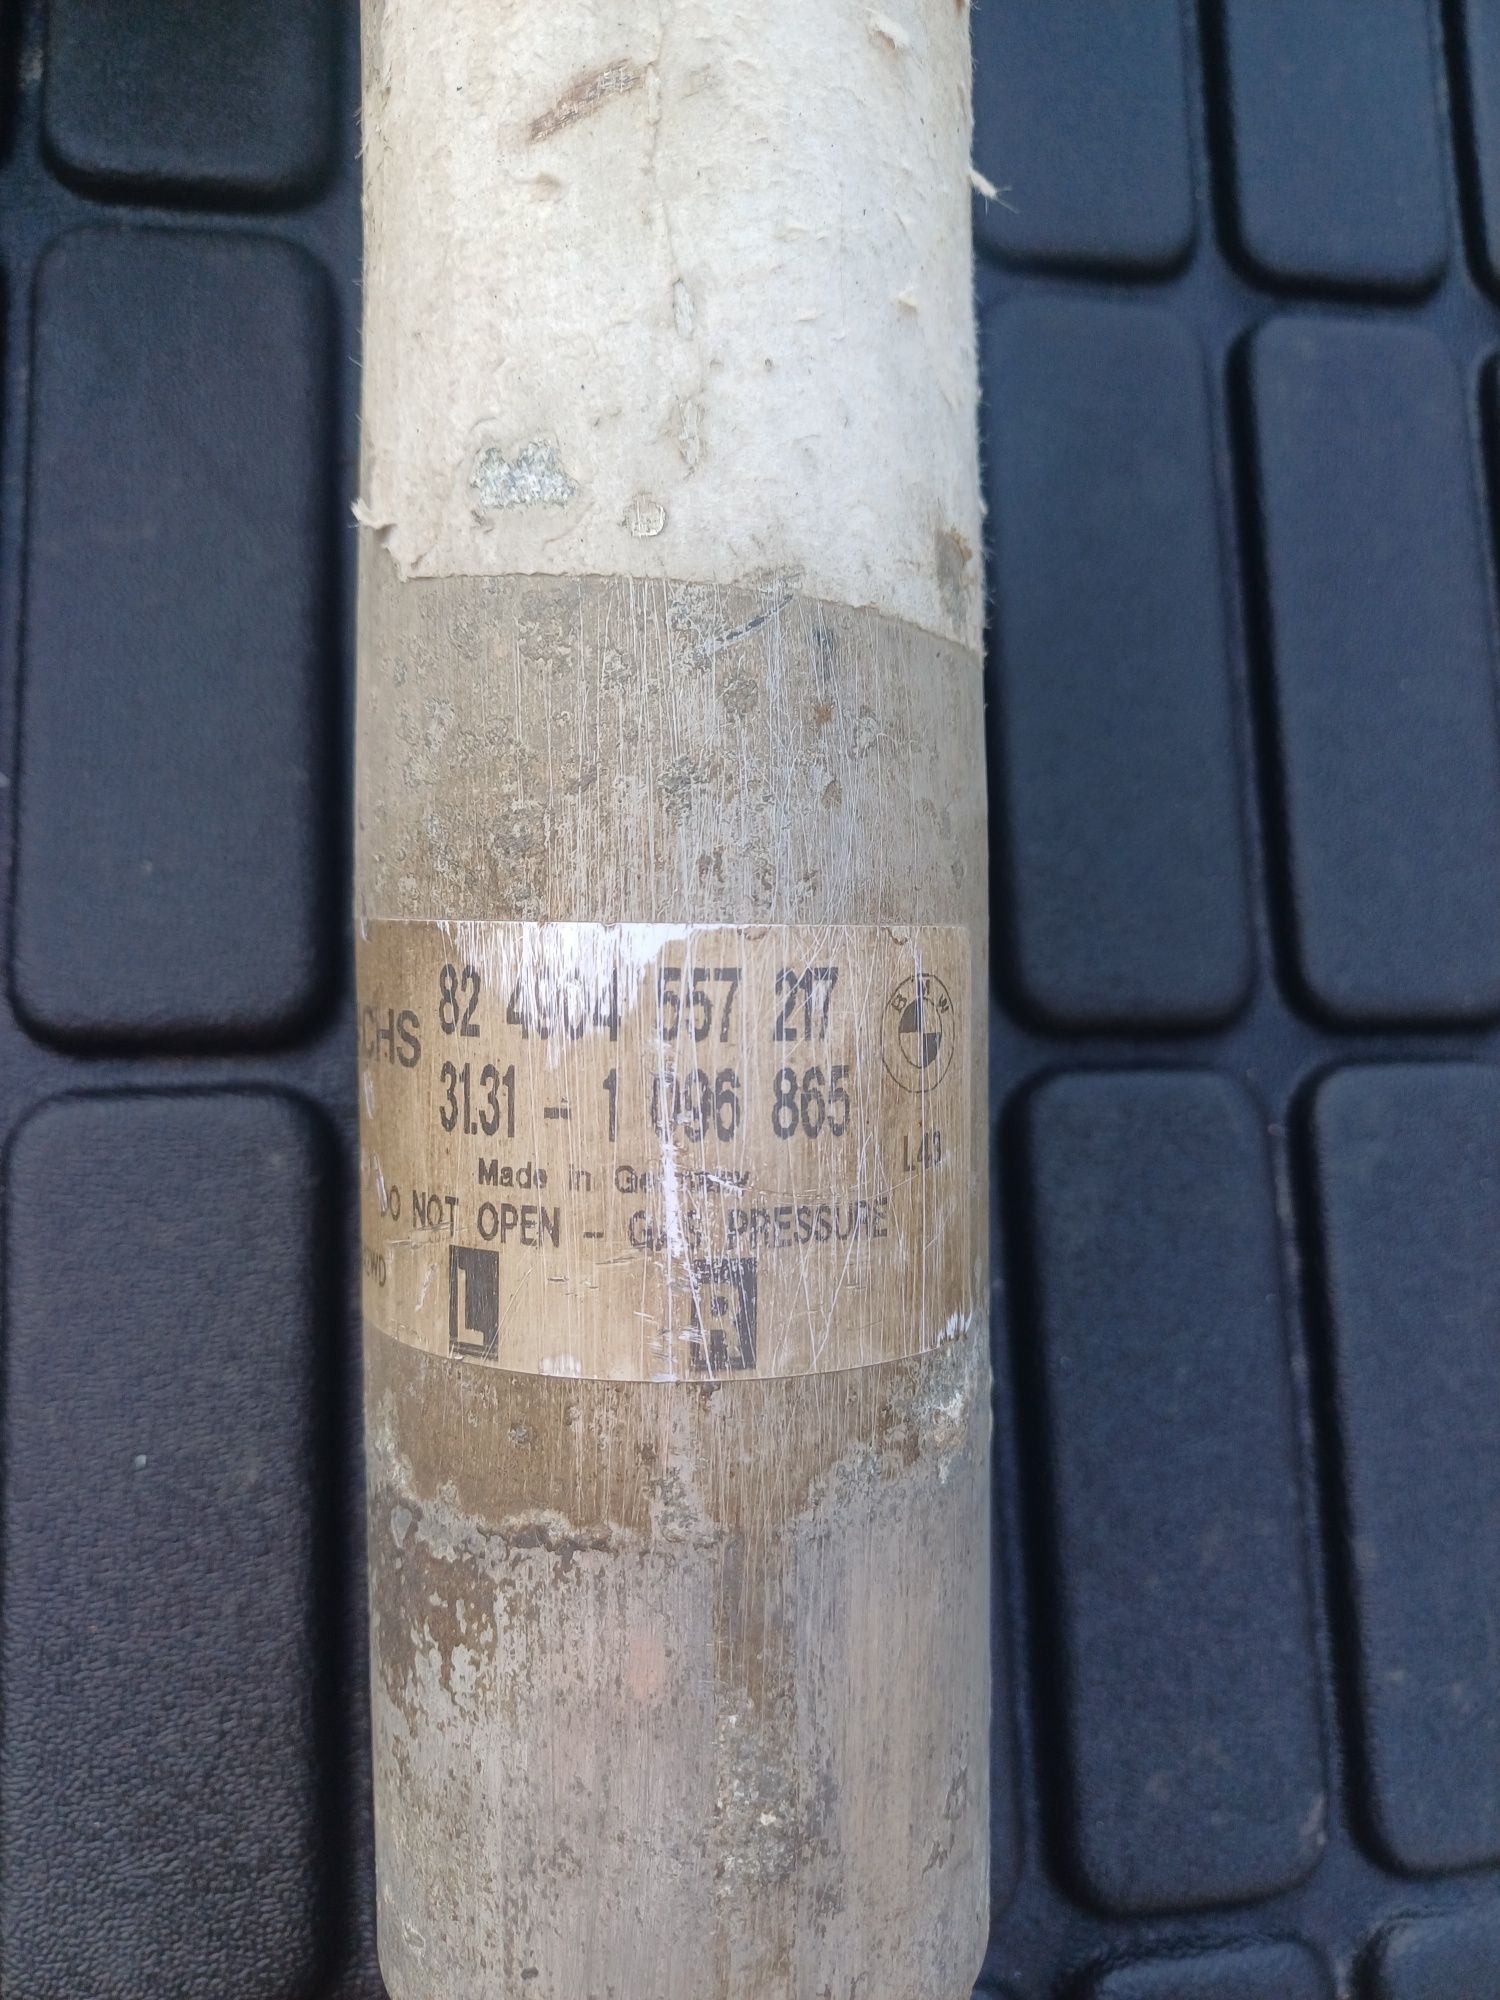 CHS 82 4904 557 217
BMW
31.31 - 1 096 865
L43
Made in Germany
DO NOT OPEN - GAS PRESSURE
L R